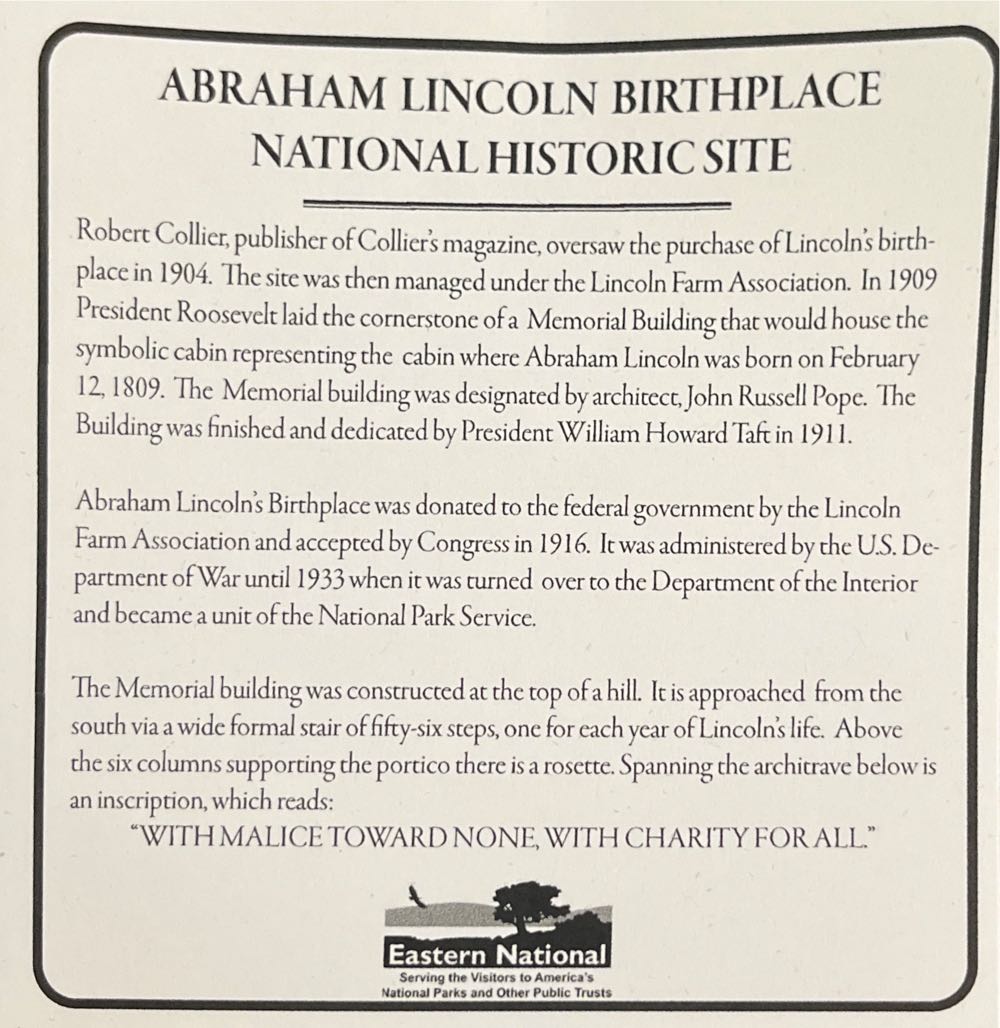 ABRAHAM LINCOLN BIRTHPLACE
NATIONAL HISTORIC SITE
Robert Collier, publisher of Collier's magazine, oversaw the purchase of Lincoln's birth-
place in 1904. The site was then managed under the Lincoln Farm Association. In 1909
President Roosevelt laid the cornerstone of a Memorial Building that would house the
symbolic cabin representing the cabin where Abraham Lincoln was born on February
12, 1809. The Memorial building was designated by architect, John Russell Pope. The
Building was finished and dedicated by President William Howard Taft in 1911.
Abraham Lincoln's Birthplace was donated to the federal government by the Lincoln
Farm Association and accepted by Congress in 1916. It was administered by the U.S. De-
partment of War until 1933 when it was turned over to the Department of the Interior
and became a unit of the National Park Service.
The Memorial building was constructed at the top of a hill. It is approached from the
south via a wide formal stair of fifty-six steps, one for each year of Lincoln's life. Above
the six columns supporting the portico there is a rosette. Spanning the architrave below is
an inscription, which reads:
"WITH MALICE TOWARD NONE, WITH CHARITY FOR ALL."
Eastern National
Serving the Visitors to America's
National Parks and Other Public Trusts